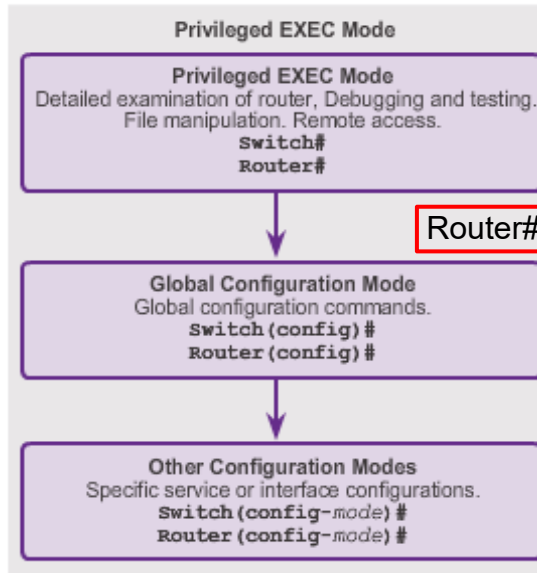 Privileged EXEC Mode
Privileged EXEC Mode
Detailed examination of router, Debugging and testing.
File manipulation. Remote access.
Switch#
Router#
Router#
Global Configuration Mode
Global configuration commands.
Switch(config)#
Router(config)#
Other Configuration Modes
Specific service or interface configurations.
Switch(config-mode)#
Router(config-mode)#